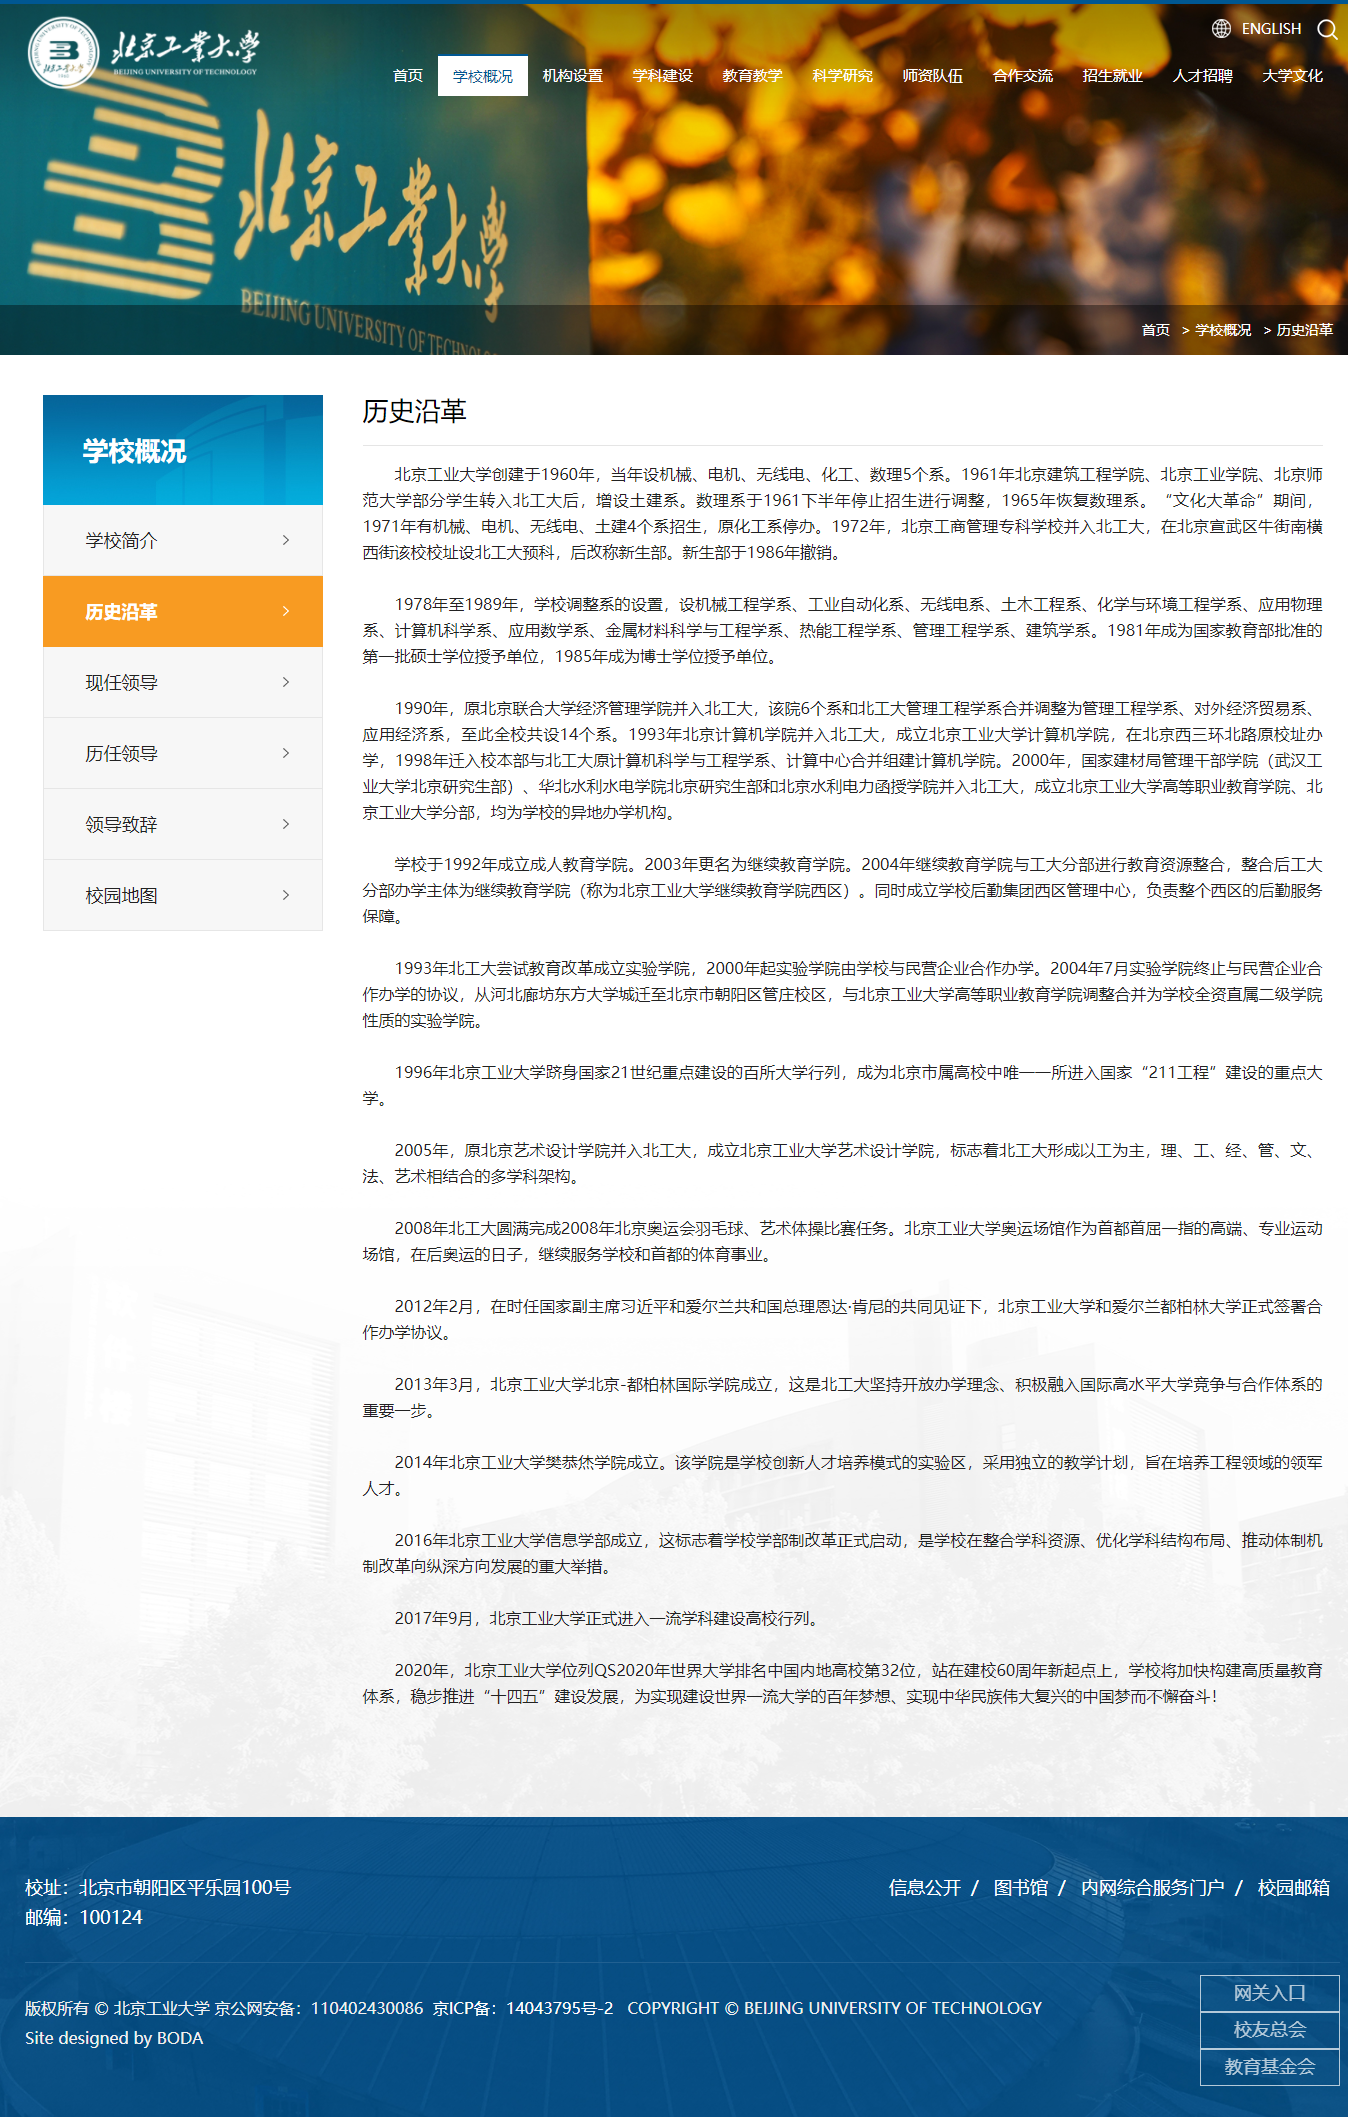 北京工业大学
BEIJING UNIVERSITY OF TECHNOLOGY
ENGLISH
首页 学校概况 机构设置 学科建设 教育教学 科学研究 师资队伍 合作交流 招生就业 人才招聘 大学文化
北京工业大学
BEIJING UNIVERSITY OF TECHNOLOGY
首页 > 学校概况 > 历史沿革
学校概况
学校简介
历史沿革
现任领导
历任领导
领导致辞
校园地图
历史沿革
北京工业大学创建于1960年，当年设机械、电机、无线电、化工、数理5个系。1961年北京建筑工程学院、北京工业学院、北京师
范大学部分学生转入北工大后，增设土建系。数理系于1961下半年停止招生进行调整，1965年恢复数理系。“文化大革命”期间，
1971年有机械、电机、无线电、土建4个系招生，原化工系停办。1972年，北京工商管理专科学校并入北工大，在北京宣武区牛街南横
西街该校校址设北工大预科，后改称新生部。新生部于1986年撤销。
1978年至1989年，学校调整系的设置，设机械工程学系、工业自动化系、无线电系、土木工程系、化学与环境工程学系、应用物理
系、计算机科学系、应用数学系、金属材料科学与工程学系、热能工程学系、管理工程学系、建筑学系。1981年成为国家教育部批准的
第一批硕士学位授予单位，1985年成为博士学位授予单位。
1990年，原北京联合大学经济管理学院并入北工大，该院6个系和北工大管理工程学系合并调整为管理工程学系、对外经济贸易系、
应用经济系，至此全校共设14个系。1993年北京计算机学院并入北工大，成立北京工业大学计算机学院，在北京西三环北路原校址办
学，1998年迁入校本部与北工大原计算机科学与工程学系、计算中心合并组建计算机学院。2000年，国家建材局管理干部学院（武汉工
业大学北京研究生部）、华北水利水电学院北京研究生部和北京水利电力函授学院并入北工大，成立北京工业大学高等职业教育学院、北
京工业大学分部，均为学校的异地办学机构。
学校于1992年成立成人教育学院。2003年更名为继续教育学院。2004年继续教育学院与工大分部进行教育资源整合，整合后工大
分部办学主体为继续教育学院（称为北京工业大学继续教育学院西区）。同时成立学校后勤集团西区管理中心，负责整个西区的后勤服务
保障。
1993年北工大尝试教育改革成立实验学院，2000年起实验学院由学校与民营企业合作办学。2004年7月实验学院终止与民营企业合
作办学的协议，从河北廊坊东方大学城迁至北京市朝阳区管庄校区，与北京工业大学高等职业教育学院调整合并为学校全资直属二级学院
性质的实验学院。
1996年北京工业大学跻身国家21世纪重点建设的百所大学行列，成为北京市属高校中唯一一所进入国家“211工程”建设的重点大
学。
2005年，原北京艺术设计学院并入北工大，成立北京工业大学艺术设计学院，标志着北工大形成以工为主，理、工、经、管、文、
法、艺术相结合的多学科架构。
2008年北工大圆满完成2008年北京奥运会羽毛球、艺术体操比赛任务。北京工业大学奥运场馆作为首都首屈一指的高端、专业运动
场馆，在后奥运的日子，继续服务学校和首都的体育事业。
2012年2月，在时任国家副主席习近平和爱尔兰共和国总理恩达·肯尼的共同见证下，北京工业大学和爱尔兰都柏林大学正式签署合
作办学协议。
2013年3月，北京工业大学北京-都柏林国际学院成立，这是北工大坚持开放办学理念、积极融入国际高水平大学竞争与合作体系的
重要一步。
2014年北京工业大学樊恭烋学院成立。该学院是学校创新人才培养模式的实验区，采用独立的教学计划，旨在培养工程领域的领军
人才。
2016年北京工业大学信息学部成立，这标志着学校学部制改革正式启动，是学校在整合学科资源、优化学科结构布局、推动体制机
制改革向纵深方向发展的重大举措。
2017年9月，北京工业大学正式进入一流学科建设高校行列。
2020年，北京工业大学位列QS2020年世界大学排名中国内地高校第32位，站在建校60周年新起点上，学校将加快构建高质量教育
体系，稳步推进“十四五”建设发展，为实现建设世界一流大学的百年梦想、实现中华民族伟大复兴的中国梦而不懈奋斗！
校址：北京市朝阳区平乐园100号
邮编：100124
信息公开 / 图书馆 / 内网综合服务门户 / 校园邮箱
版权所有 © 北京工业大学 京公网安备：110402430086 京ICP备：14043795号-2 COPYRIGHT © BEIJING UNIVERSITY OF TECHNOLOGY
Site designed by BODA
网关入口
校友总会
教育基金会